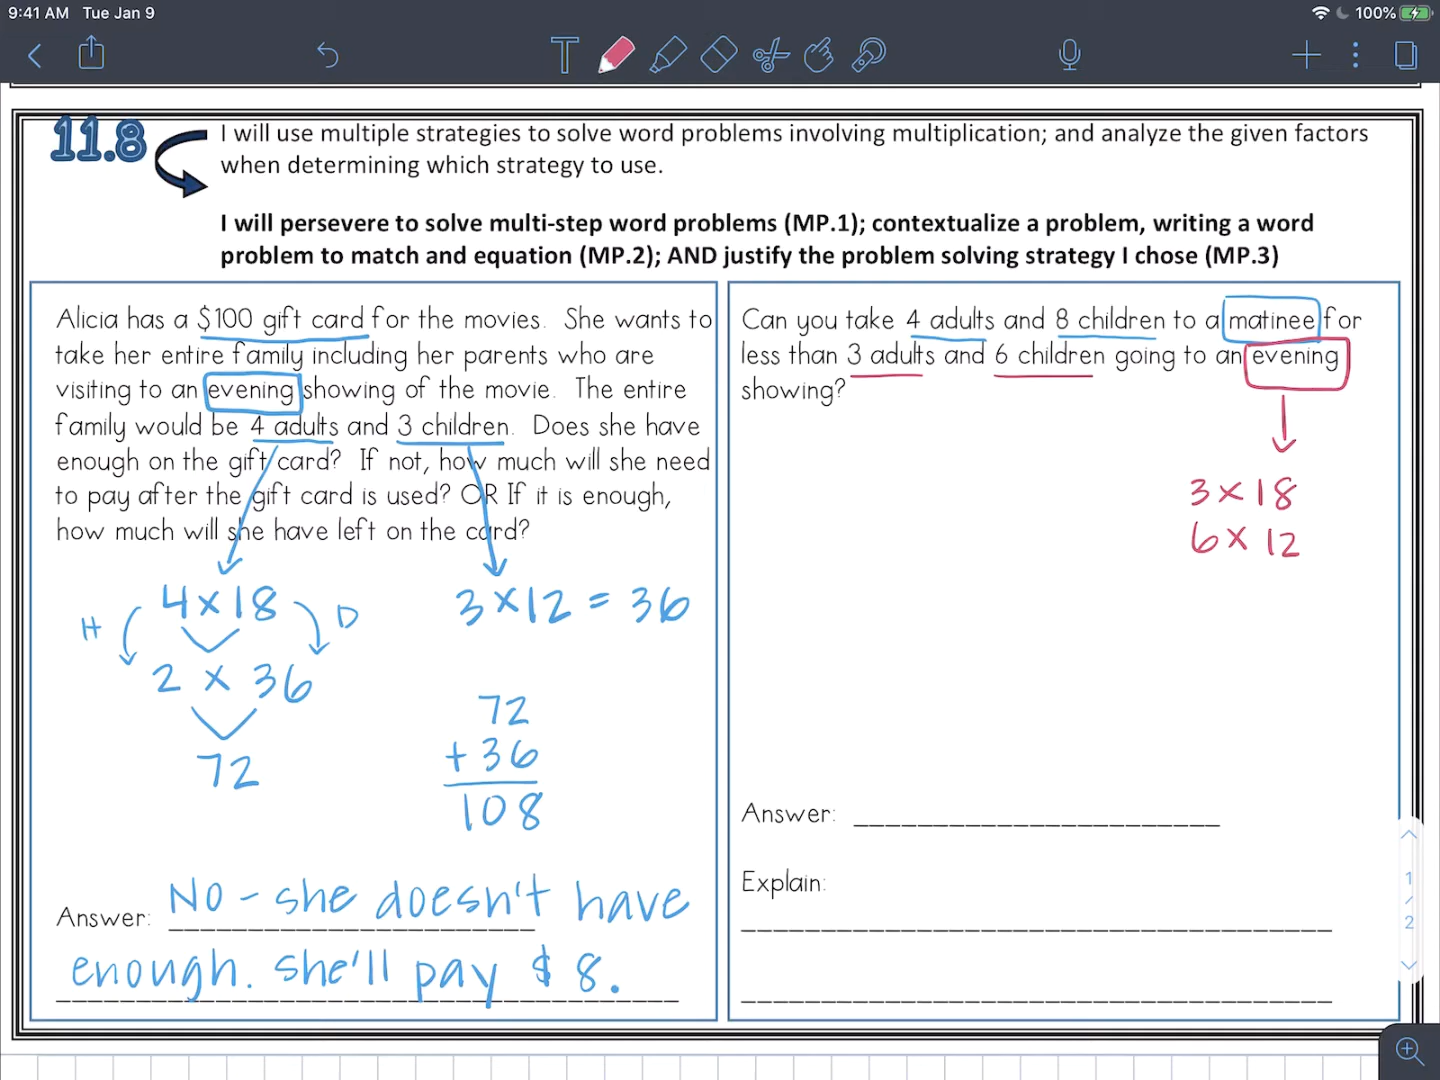 9:41 AM Tue Jan 9
100%
T
11.8
I will use multiple strategies to solve word problems involving multiplication; and analyze the given factors
when determining which strategy to use.
I will persevere to solve multi-step word problems (MP.1); contextualize a problem, writing a word
problem to match and equation (MP.2); AND justify the problem solving strategy I chose (MP.3)
Alicia has a $100 gift card for the movies. She wants to
take her entire family including her parents who are
visiting to an evening showing of the movie. The entire
family would be 4 adults and 3 children. Does she have
enough on the gift card? If not, how much will she need
to pay after the gift card is used? OR If it is enough,
how much will she have left on the card?
4 x 18
H
D
2 x 36
72
3 x 12 = 36
72
+ 36
108
Answer: No - she doesn't have
enough. She'll pay $8.
Can you take 4 adults and 8 children to a matinee for
less than 3 adults and 6 children going to an evening
showing?
3 x 18
6 x 12
Answer:
Explain:
1
/
2